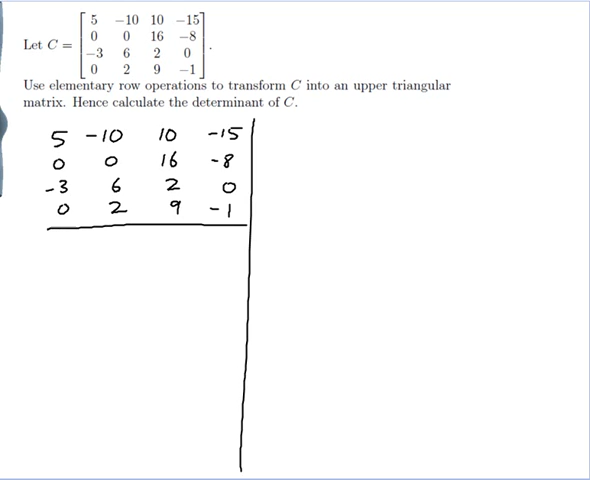 5 −10 10 −15
Let C = 0 0 16 −8 .
−3 6 2 0
0 2 9 −1
Use elementary row operations to transform C into an upper triangular
matrix. Hence calculate the determinant of C.
5 -10 10 -15
0 0 16 -8
-3 6 2 0
0 2 9 -1